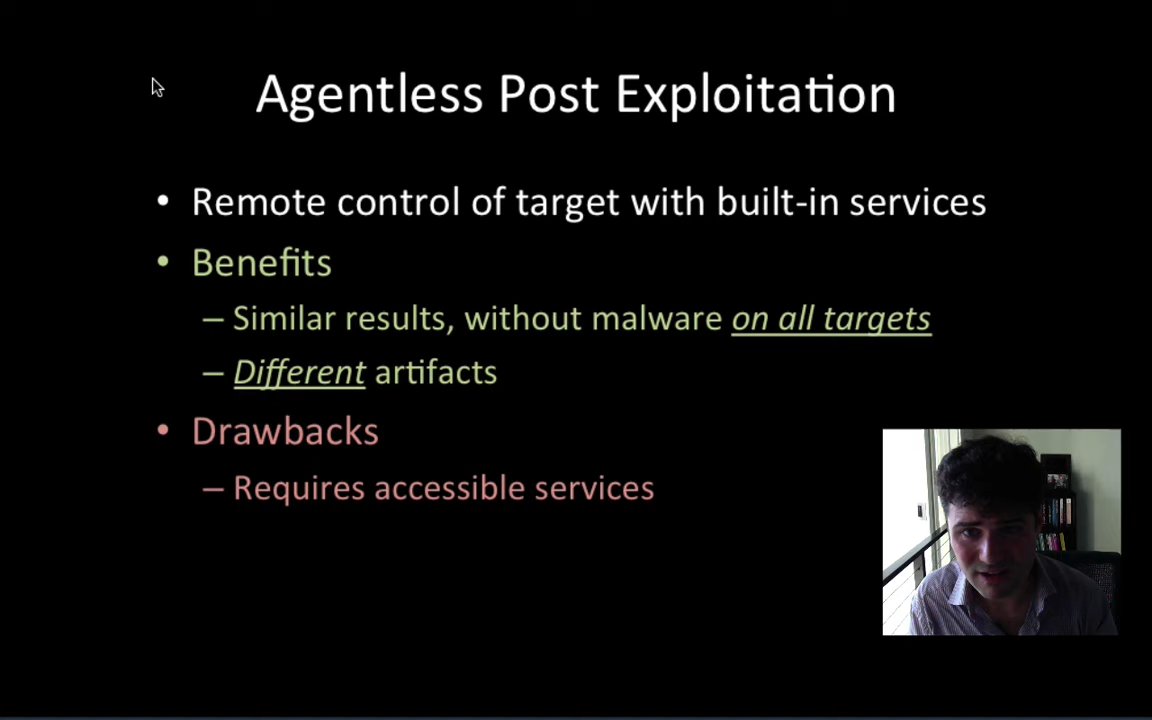 Agentless Post Exploitation
• Remote control of target with built-in services
• Benefits
– Similar results, without malware on all targets
– Different artifacts
• Drawbacks
– Requires accessible services